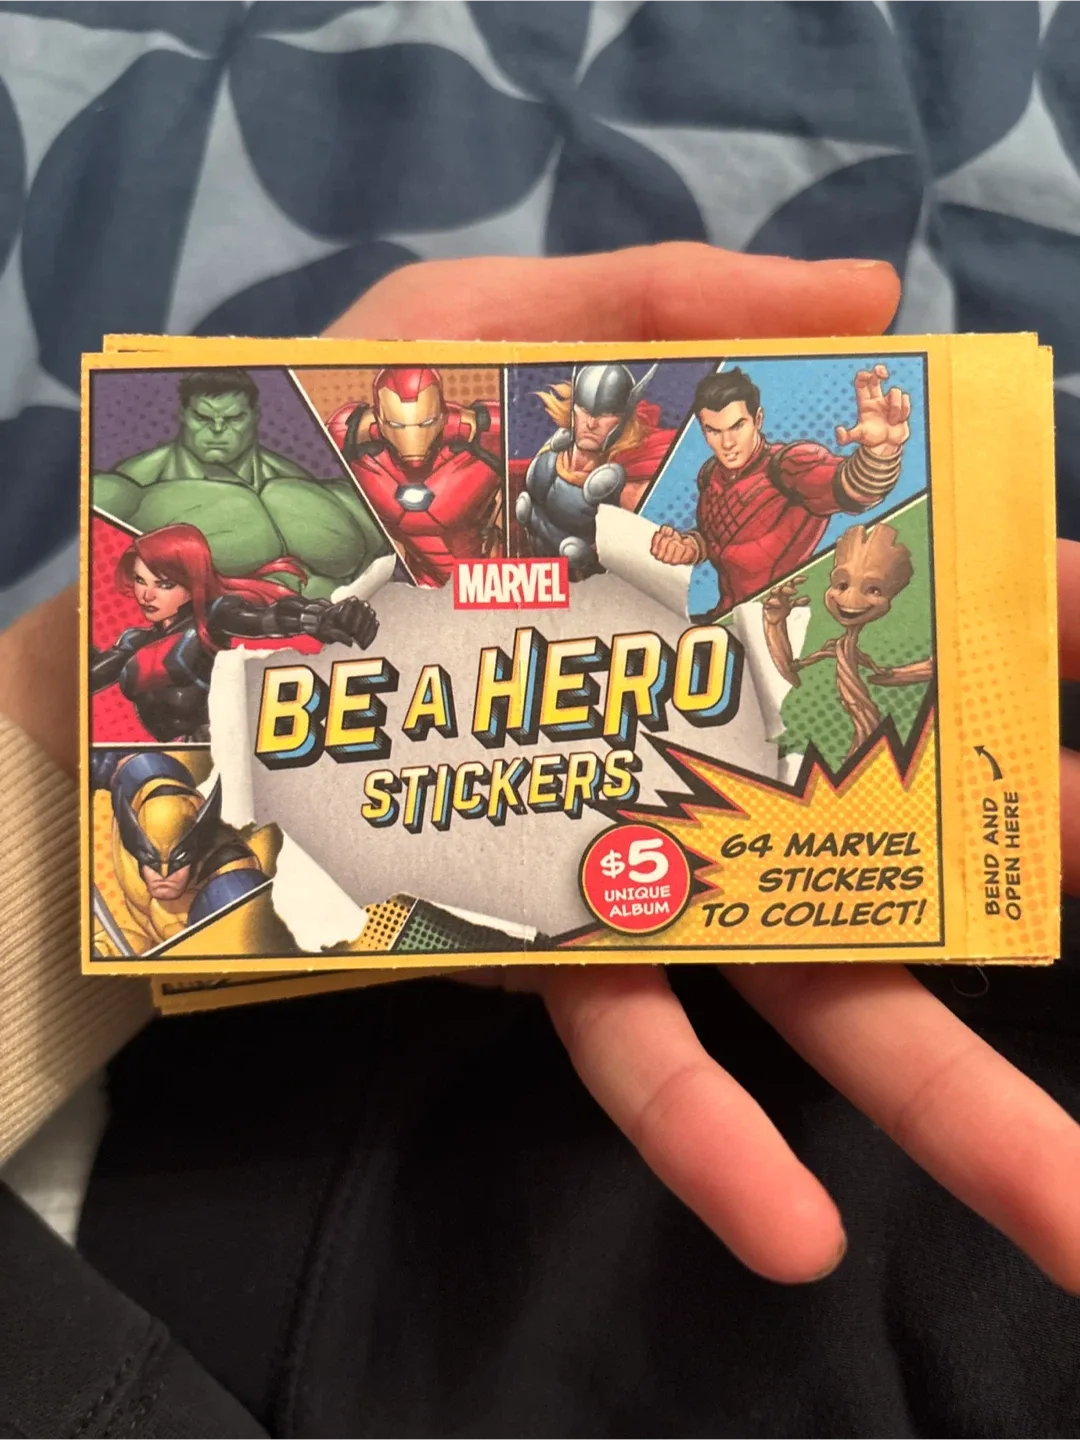 MARVEL
BE A HERO
STICKERS
$5
UNIQUE
ALBUM
64 MARVEL
STICKERS
TO COLLECT!
BEND AND
OPEN HERE